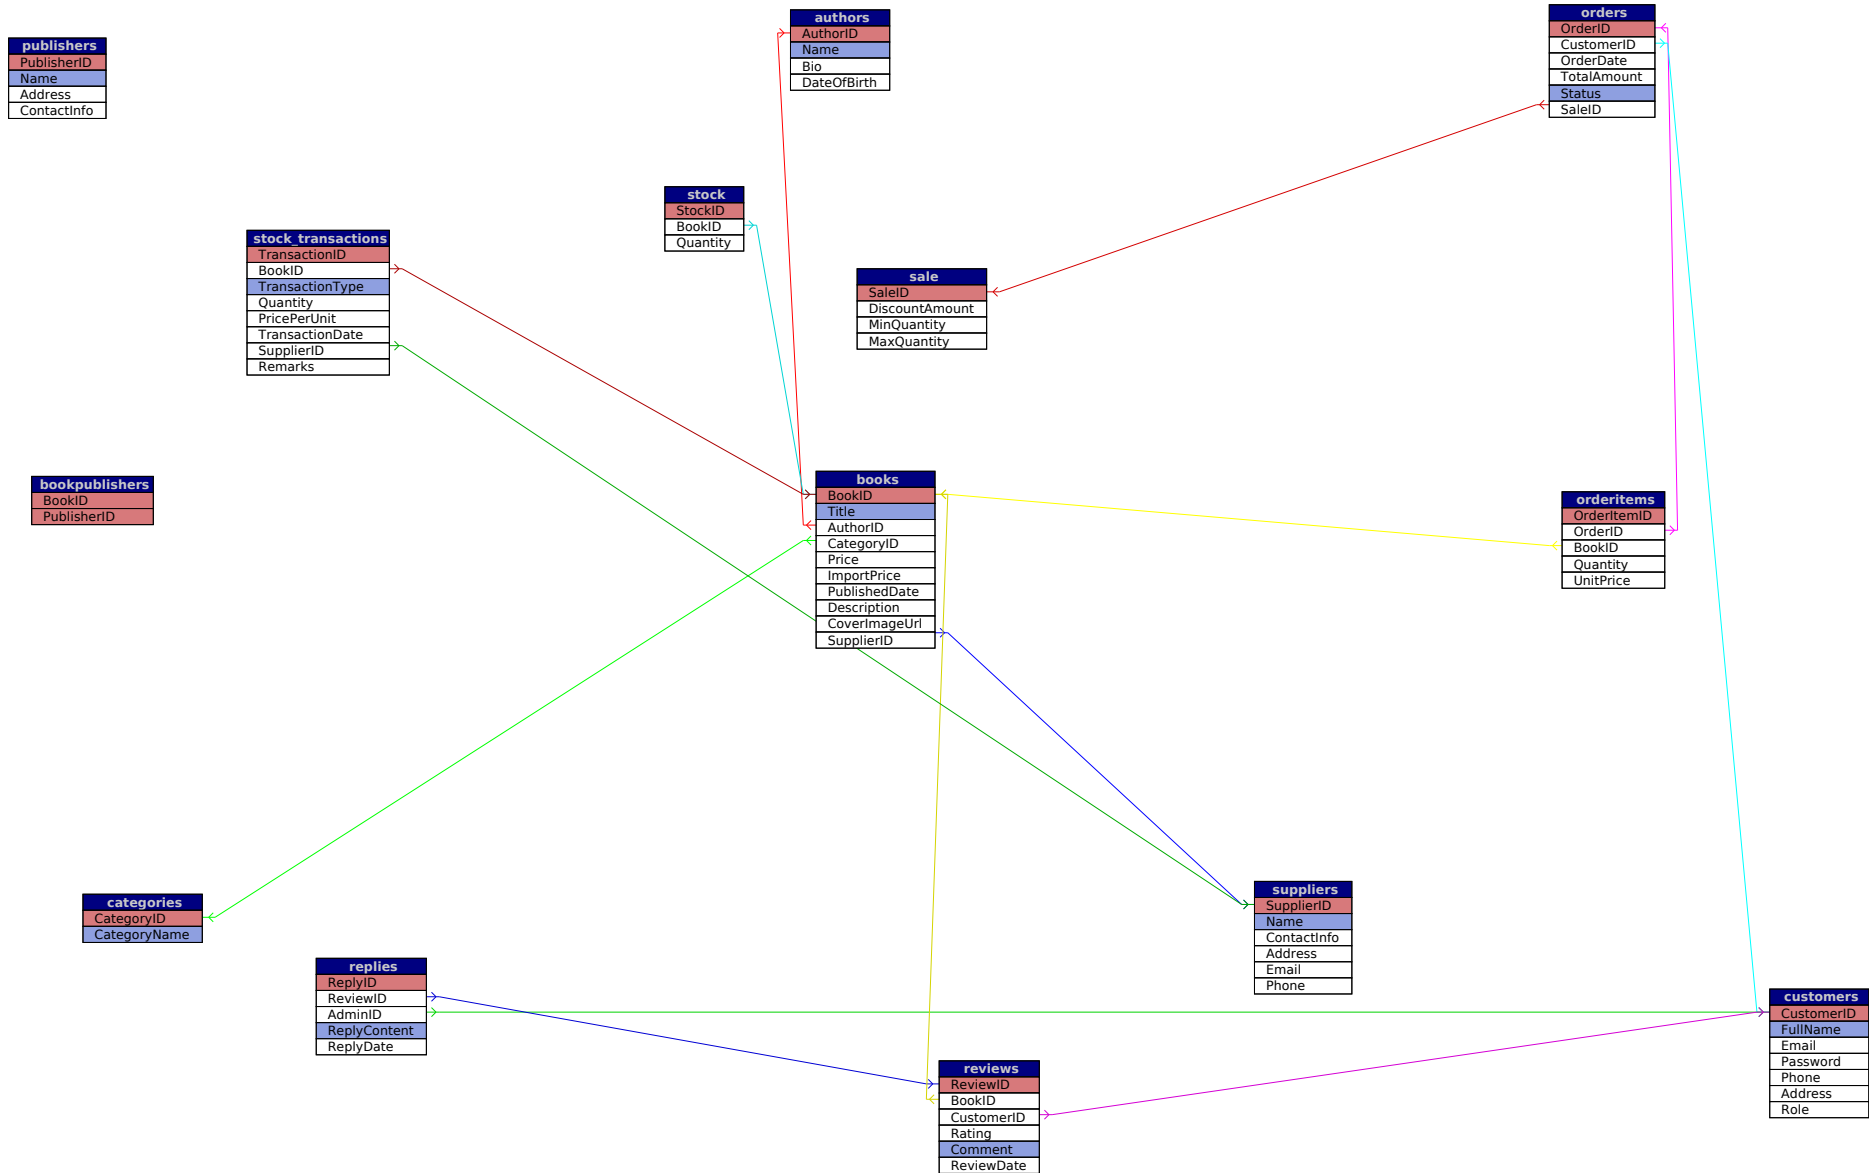 publishers
PublisherID
Name
Address
ContactInfo
authors
AuthorID
Name
Bio
DateOfBirth
orders
OrderID
CustomerID
OrderDate
TotalAmount
Status
SaleID
stock
StockID
BookID
Quantity
stock_transactions
TransactionID
BookID
TransactionType
Quantity
PricePerUnit
TransactionDate
SupplierID
Remarks
sale
SaleID
DiscountAmount
MinQuantity
MaxQuantity
bookpublishers
BookID
PublisherID
books
BookID
Title
AuthorID
CategoryID
Price
ImportPrice
PublishedDate
Description
CoverImageUrl
SupplierID
orderitems
OrderItemID
OrderID
BookID
Quantity
UnitPrice
categories
CategoryID
CategoryName
suppliers
SupplierID
Name
ContactInfo
Address
Email
Phone
replies
ReplyID
ReviewID
AdminID
ReplyContent
ReplyDate
customers
CustomerID
FullName
Email
Password
Phone
Address
Role
reviews
ReviewID
BookID
CustomerID
Rating
Comment
ReviewDate